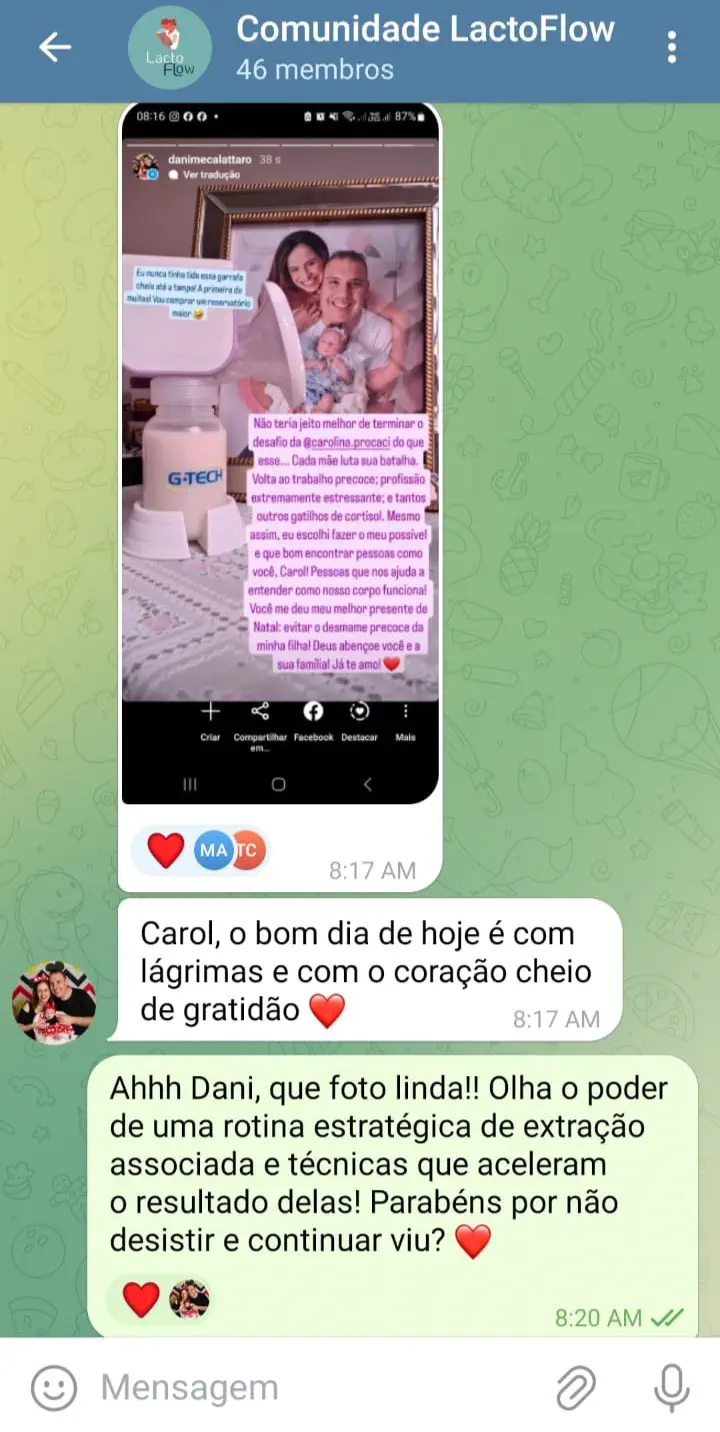 Comunidade LactoFlow
46 membros
Lacto
Flow
08:16
87%
danimecalattaro 38 s
Ver tradução
Eu nunca tinha tido essa garrafa
cheia até a tampa! A primeira de
muitas! Vou comprar um reservatório
maior 🤣
G-TECH
Não teria jeito melhor de terminar o
desafio da @carolina.procaci do que
esse... Cada mãe luta sua batalha.
Volta ao trabalho precoce; profissão
extremamente estressante; e tantos
outros gatilhos de cortisol. Mesmo
assim, eu escolhi fazer o meu possível
e que bom encontrar pessoas como
você, Carol! Pessoas que nos ajuda a
entender como nosso corpo funciona!
Você me deu meu melhor presente de
Natal: evitar o desmame precoce da
minha filha! Deus abençoe você e a
sua família! Já te amo! ❤️
Criar Compartilhar em... Facebook Destacar Mais
❤️ MA TC
8:17 AM
Carol, o bom dia de hoje é com
lágrimas e com o coração cheio
de gratidão ❤️
8:17 AM
Ahhh Dani, que foto linda!! Olha o poder
de uma rotina estratégica de extração
associada e técnicas que aceleram
o resultado delas! Parabéns por não
desistir e continuar viu? ❤️
❤️
8:20 AM
Mensagem